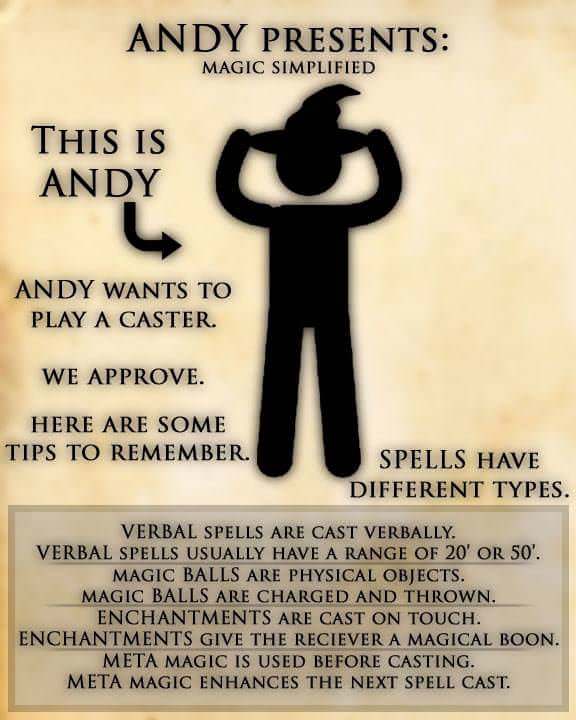 ANDY PRESENTS:
MAGIC SIMPLIFIED
THIS IS
ANDY
ANDY WANTS TO
PLAY A CASTER.
WE APPROVE.
HERE ARE SOME
TIPS TO REMEMBER.
SPELLS HAVE
DIFFERENT TYPES.
VERBAL SPELLS ARE CAST VERBALLY.
VERBAL SPELLS USUALLY HAVE A RANGE OF 20' OR 50'.
MAGIC BALLS ARE PHYSICAL OBJECTS.
MAGIC BALLS ARE CHARGED AND THROWN.
ENCHANTMENTS ARE CAST ON TOUCH.
ENCHANTMENTS GIVE THE RECIEVER A MAGICAL BOON.
META MAGIC IS USED BEFORE CASTING.
META MAGIC ENHANCES THE NEXT SPELL CAST.